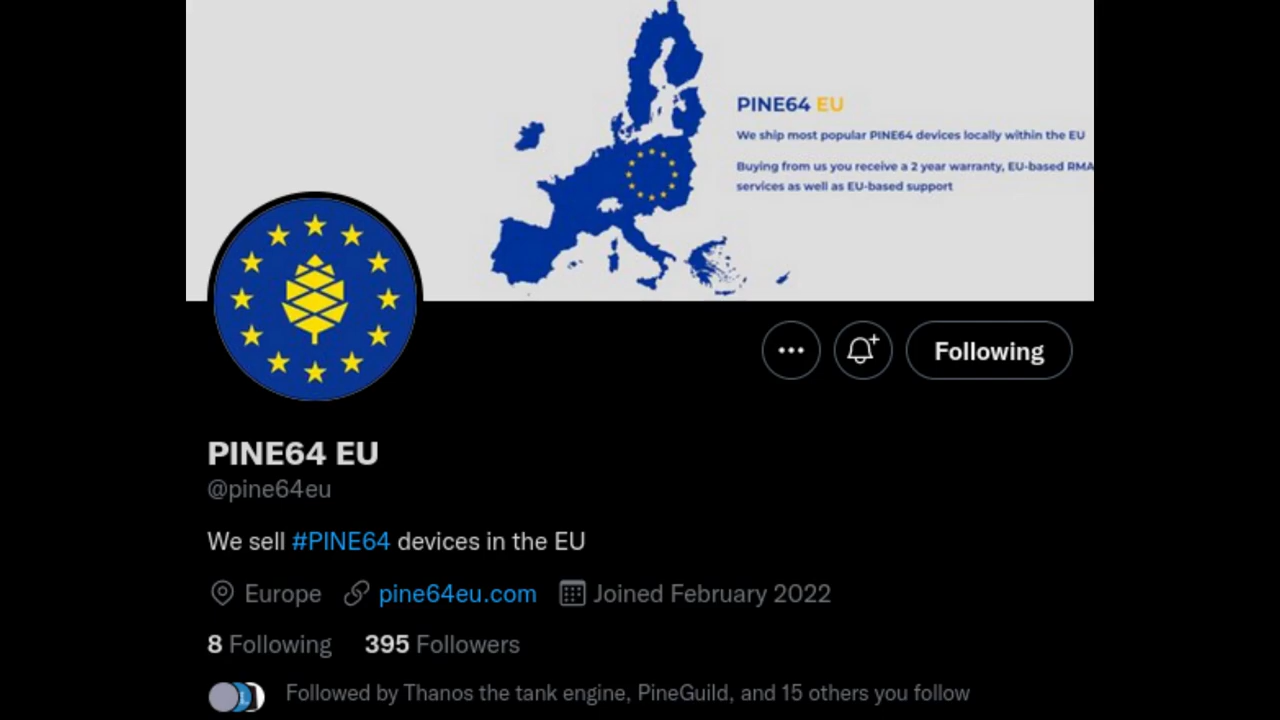 PINE64 EU
We ship most popular PINE64 devices locally within the EU
Buying from us you receive a 2 year warranty, EU-based RMA
services as well as EU-based support
Following
PINE64 EU
@pine64eu
We sell #PINE64 devices in the EU
Europe pine64eu.com Joined February 2022
8 Following 395 Followers
Followed by Thanos the tank engine, PineGuild, and 15 others you follow